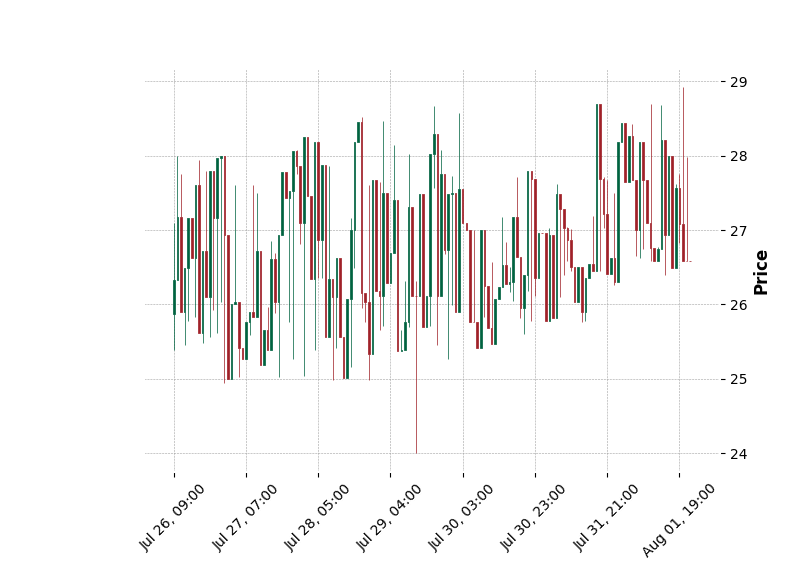 29
28
27
26
25
24
Price
Jul 26, 09:00
Jul 27, 07:00
Jul 28, 05:00
Jul 29, 04:00
Jul 30, 03:00
Jul 30, 23:00
Jul 31, 21:00
Aug 01, 19:00